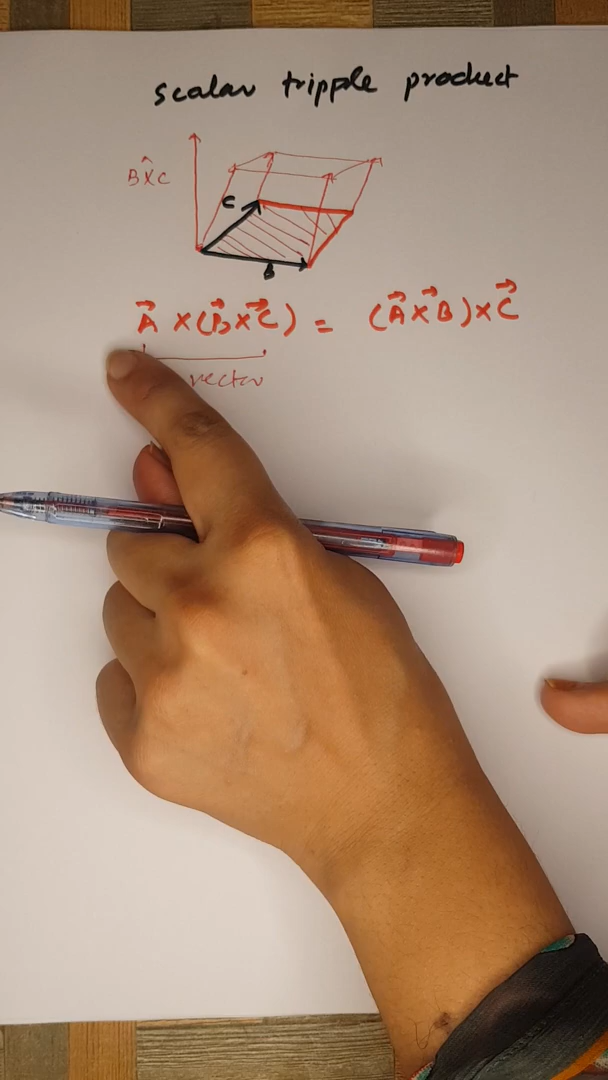 scalar tripple product
B×C
C
B
A⃗ ×(B⃗×C⃗) = (A⃗×B⃗)×C⃗
vector